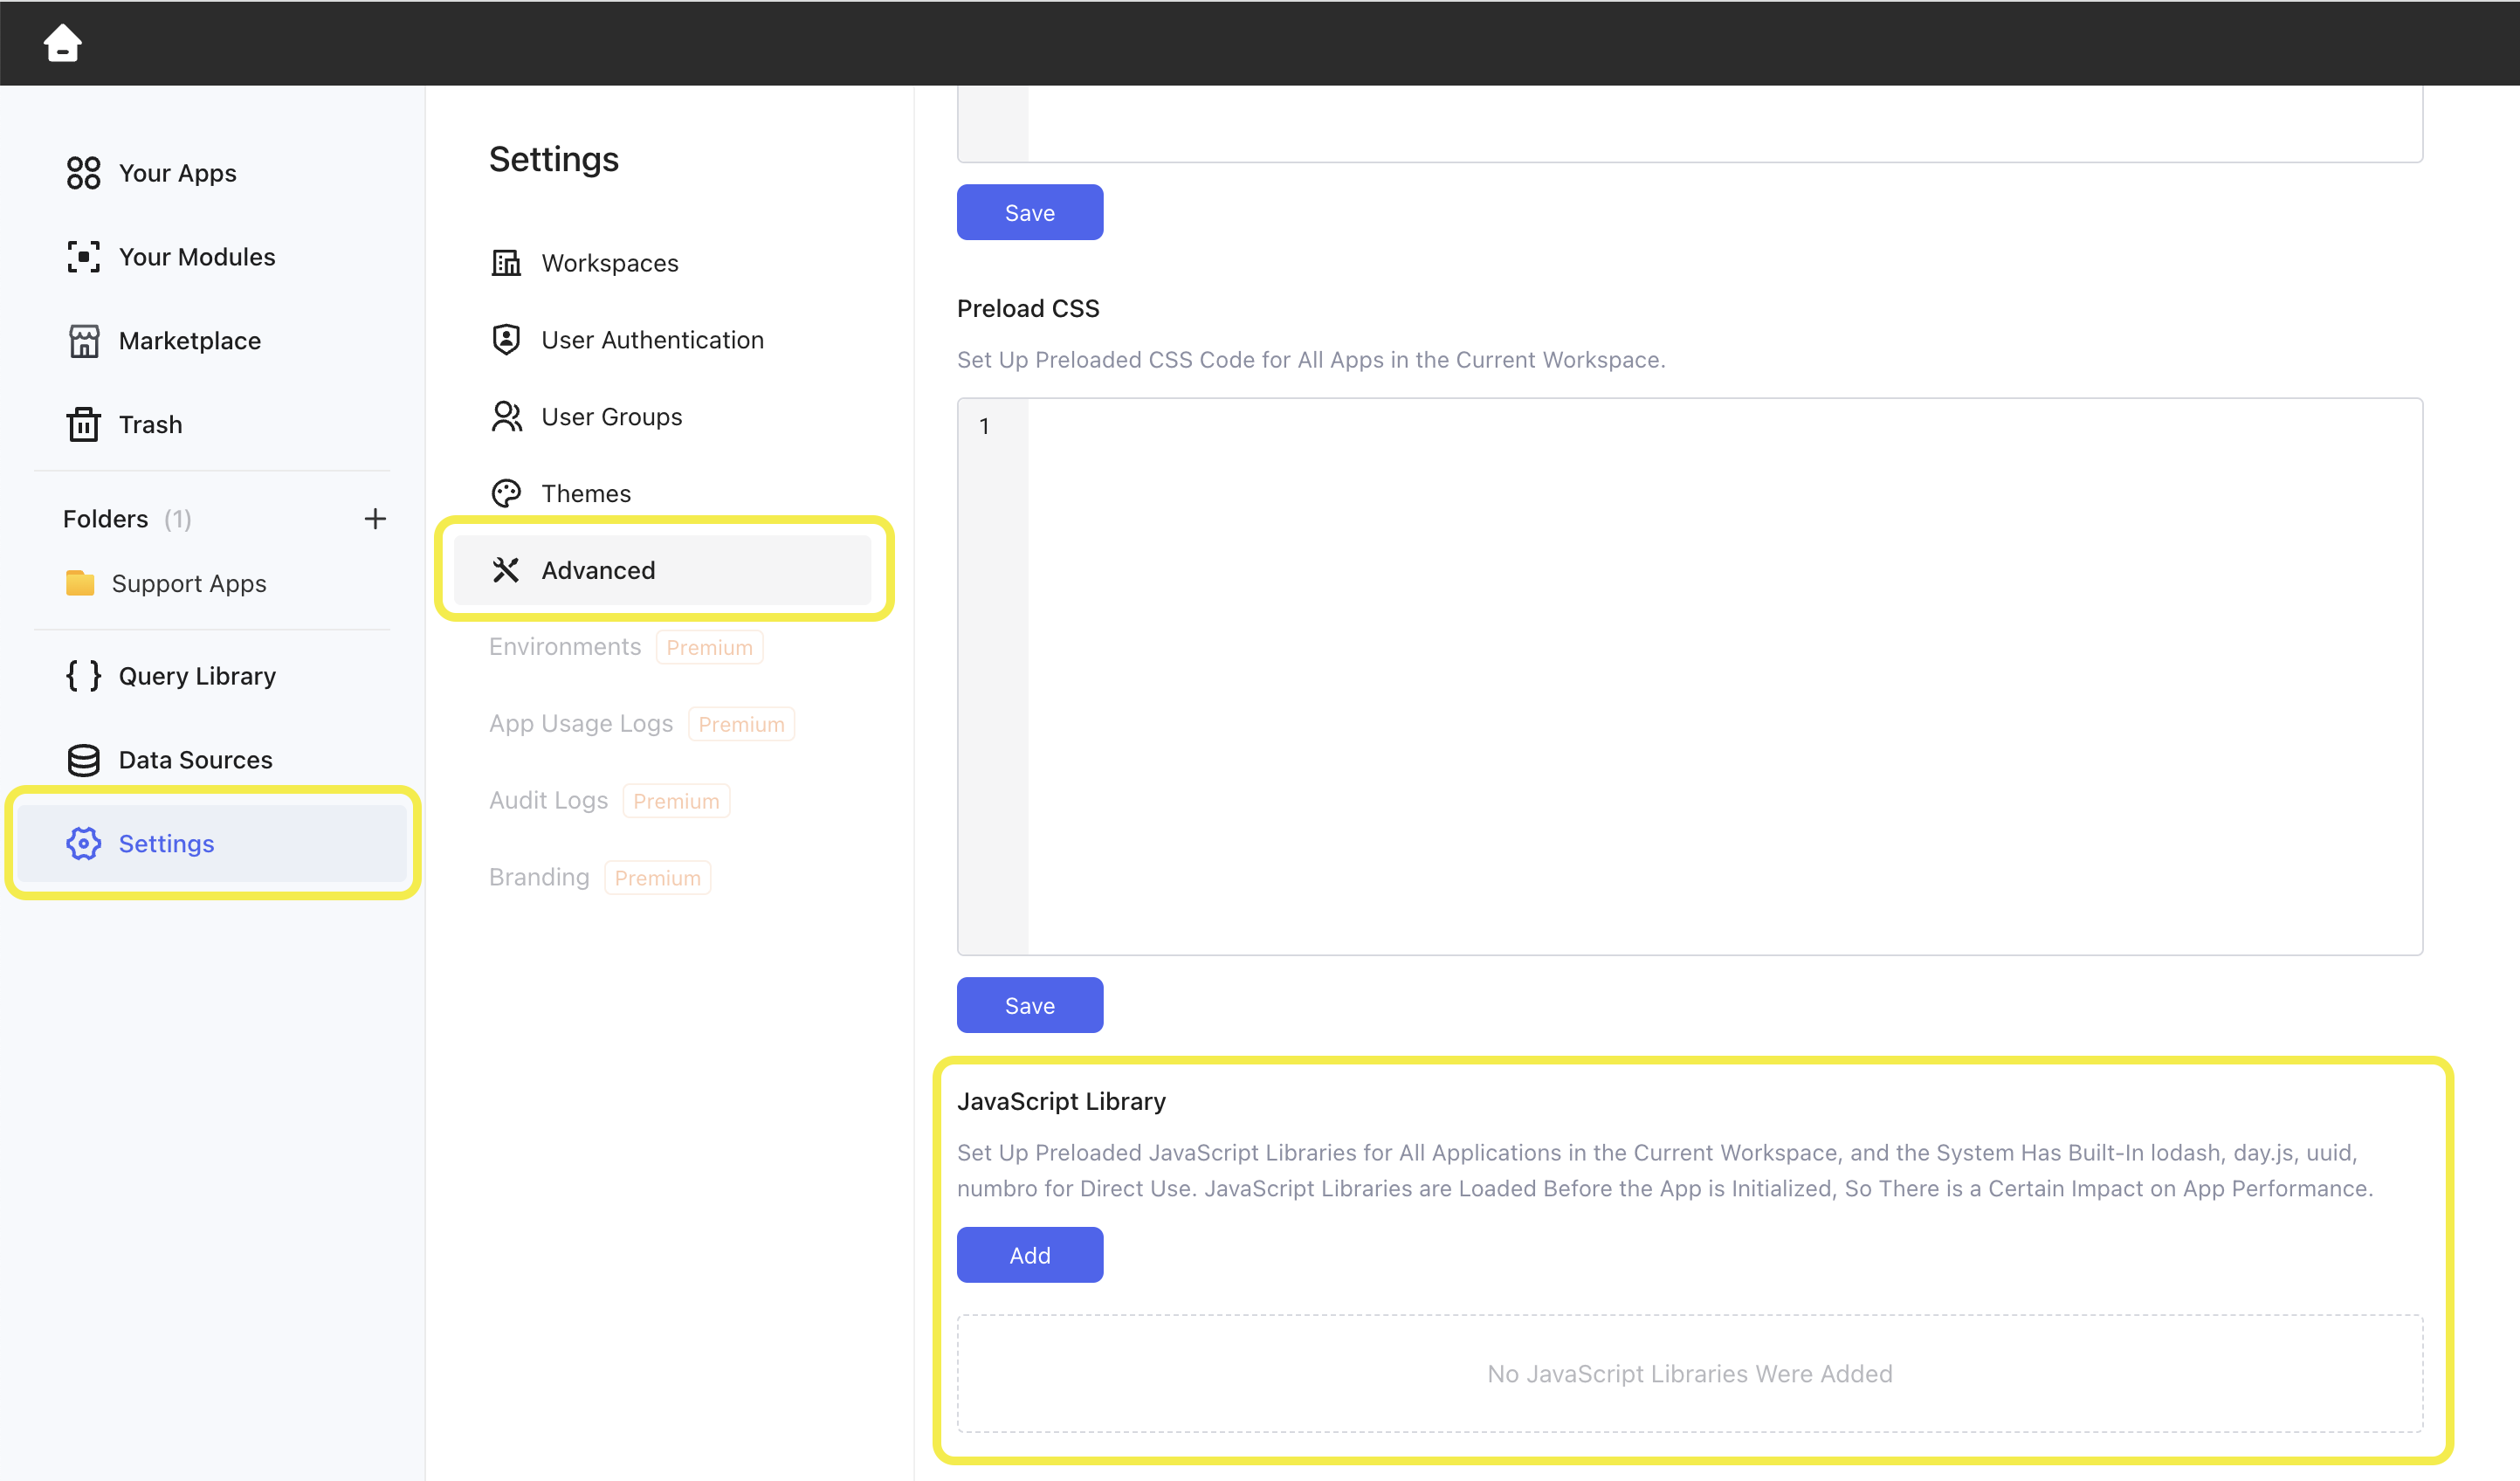 Your Apps
Your Modules
Marketplace
Trash
Folders (1)
Support Apps
Query Library
Data Sources
Settings
Settings
Workspaces
User Authentication
User Groups
Themes
Advanced
Environments Premium
App Usage Logs Premium
Audit Logs Premium
Branding Premium
Save
Preload CSS
Set Up Preloaded CSS Code for All Apps in the Current Workspace.
1
Save
JavaScript Library
Set Up Preloaded JavaScript Libraries for All Applications in the Current Workspace, and the System Has Built-In lodash, day.js, uuid,
numbro for Direct Use. JavaScript Libraries are Loaded Before the App is Initialized, So There is a Certain Impact on App Performance.
Add
No JavaScript Libraries Were Added